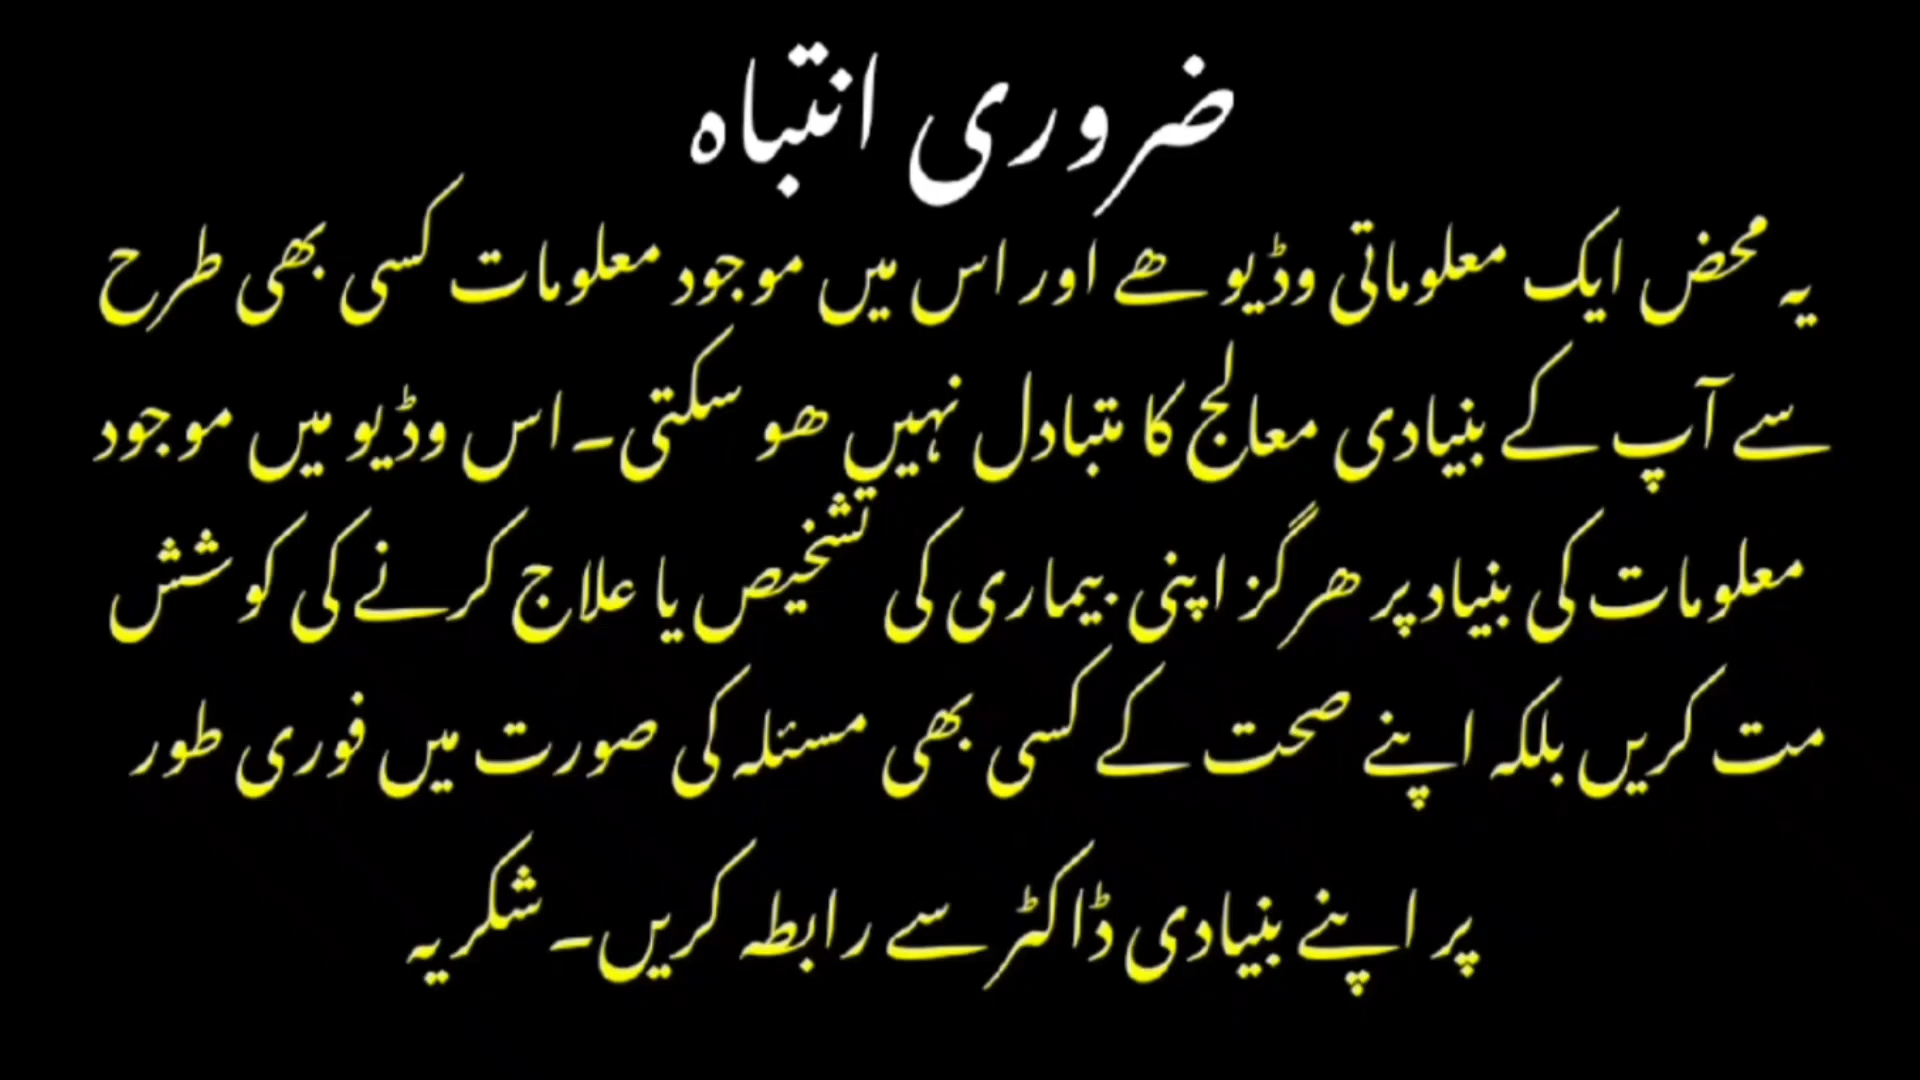 ضروری انتباہ
یہ محض ایک معلوماتی وڈیو ھے اور اس میں موجود معلومات کسی بھی طرح
سے آپ کے بنیادی معالج کا متبادل نہیں ھو سکتی۔ اس وڈیو میں موجود
معلومات کی بنیاد پر ھرگز اپنی بیماری کی تشخیص یا علاج کرنے کی کوشش
مت کریں بلکہ اپنے صحت کے کسی بھی مسئلہ کی صورت میں فوری طور
پر اپنے بنیادی ڈاکٹر سے رابطہ کریں۔ شکریہ